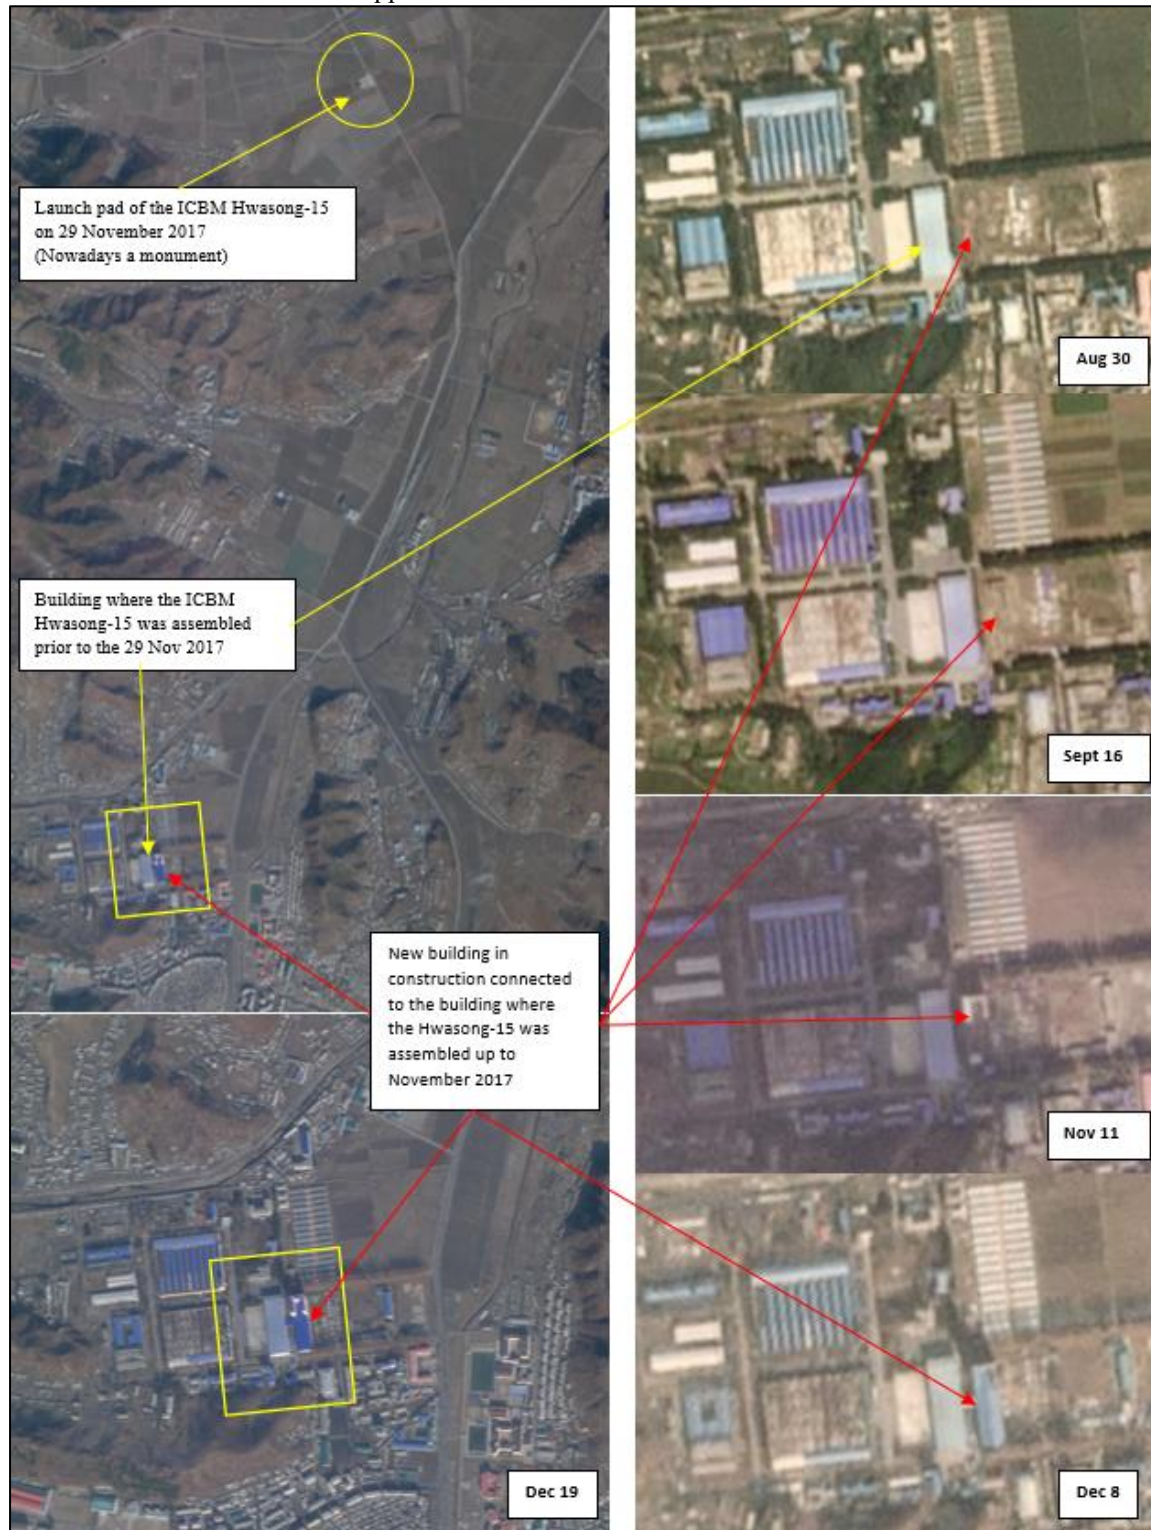 Launch pad of the ICBM Hwasong-15
on 29 November 2017
(Nowadays a monument)
Aug 30
Building where the ICBM
Hwasong-15 was assembled
prior to the 29 Nov 2017
Sept 16
New building in
construction connected
to the building where
the Hwasong-15 was
assembled up to
November 2017
Nov 11
Dec 19
Dec 8